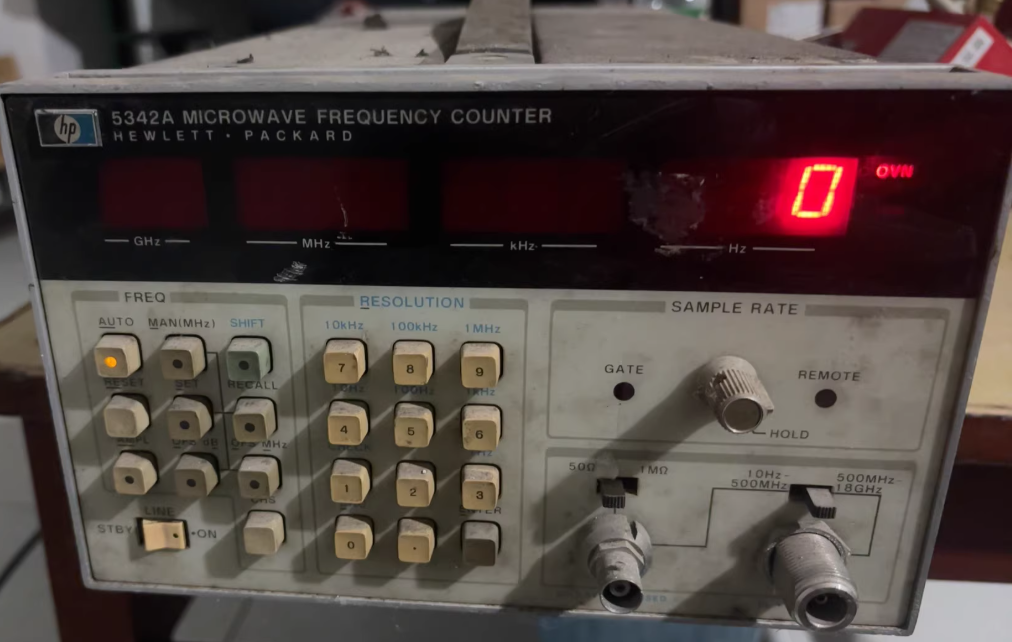 hp
5342A MICROWAVE FREQUENCY COUNTER
HEWLETT • PACKARD
0
OVN
GHz
MHz
kHz
Hz
FREQ
AUTO MAN(MHz) SHIFT
RESET SET RECALL
CHS
LINE
STBY •ON
RESOLUTION
10kHz 100kHz 1MHz
7 8 9
4 5 6
1 2 3
ENTER
0 .
SAMPLE RATE
GATE
REMOTE
HOLD
50Ω 1MΩ
10Hz-
500MHz
500MHz-
18GHz